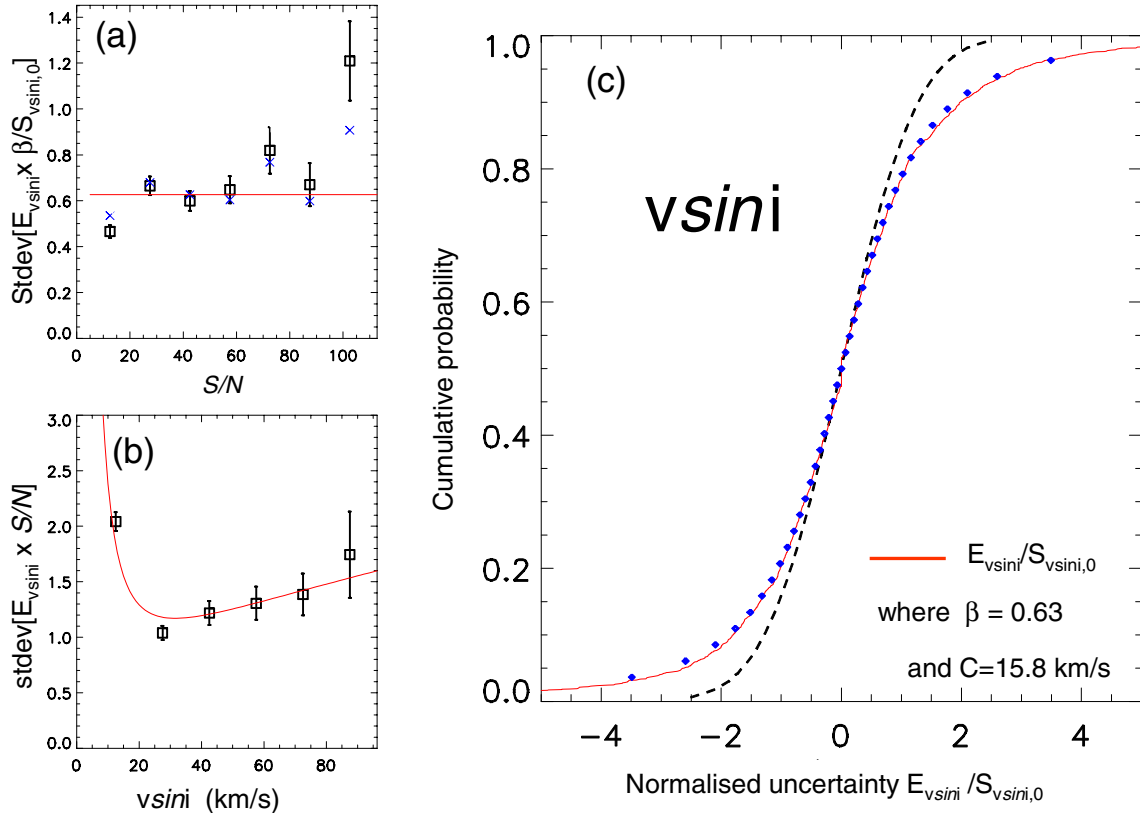 (a)
Stdev[E_vsini x β/S_vsini,0]
1.4
1.2
1.0
0.8
0.6
0.4
0.2
0.0
0 20 40 60 80 100
S/N
(b)
stdev[E_vsini x S/N]
3.0
2.5
2.0
1.5
1.0
0.5
0.0
0 20 40 60 80
vsini (km/s)
(c)
Cumulative probability
1.0
0.8
0.6
0.4
0.2
0.0
vsini
E_vsini/S_vsini,0
where β = 0.63
and C=15.8 km/s
−4 −2 0 2 4
Normalised uncertainty E_vsini /S_vsini,0